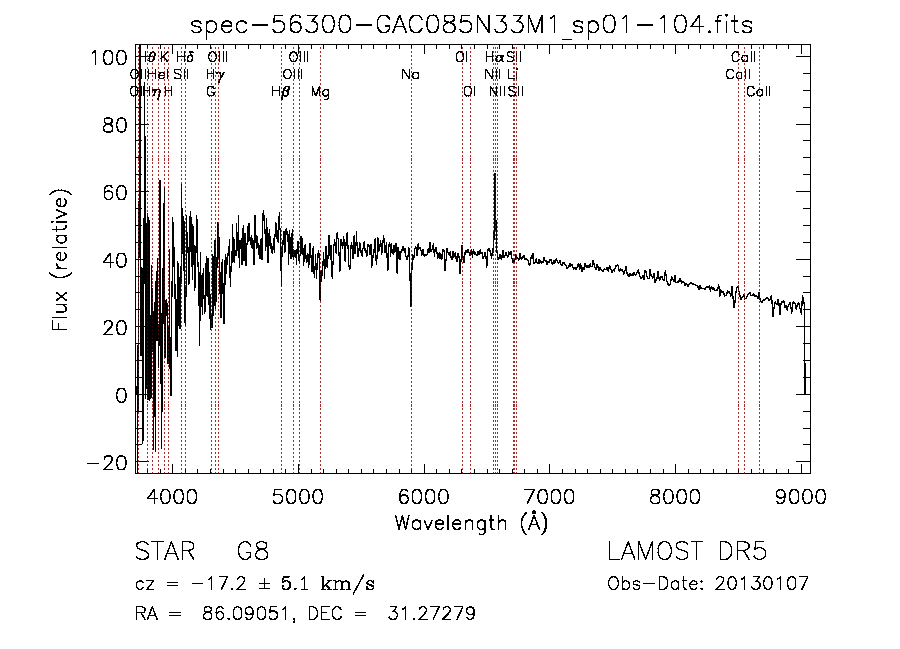 spec-56300-GAC085N33M1_sp01-104.fits
Hθ K Hδ OIII OIII OI Hα SII CaII
OII HeI SII Hγ OIII Na NII Li CaII
OII Hη H G Hβ Mg OI NII SII CaII
100
80
60
40
20
0
-20
Flux (relative)
4000 5000 6000 7000 8000 9000
Wavelength (Å)
STAR G8 LAMOST DR5
cz = -17.2 ± 5.1 km/s Obs-Date: 20130107
RA = 86.09051, DEC = 31.27279